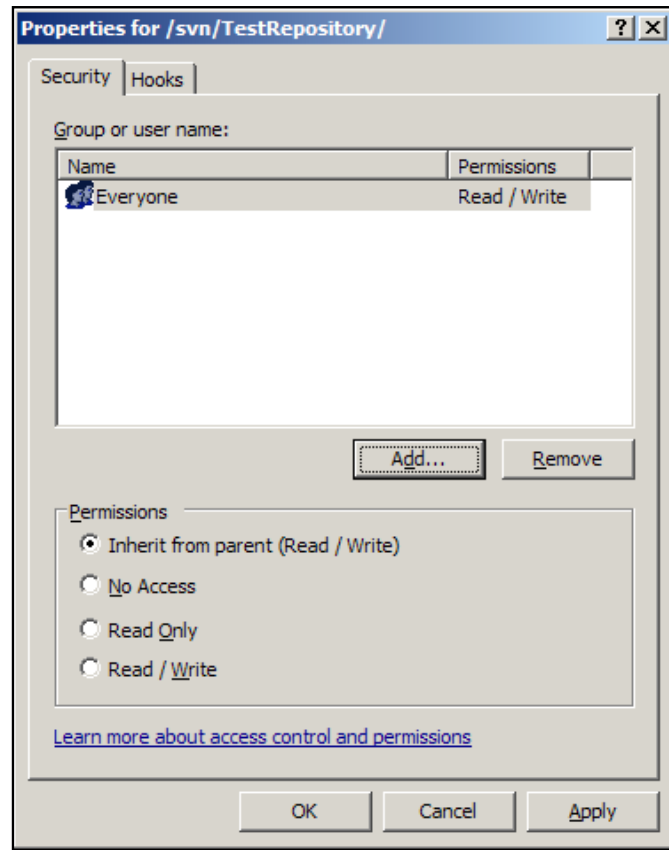 Properties for /svn/TestRepository/ ? X
Security Hooks
Group or user name:
Name Permissions
Everyone Read / Write
Add... Remove
Permissions
Inherit from parent (Read / Write)
No Access
Read Only
Read / Write
Learn more about access control and permissions
OK Cancel Apply